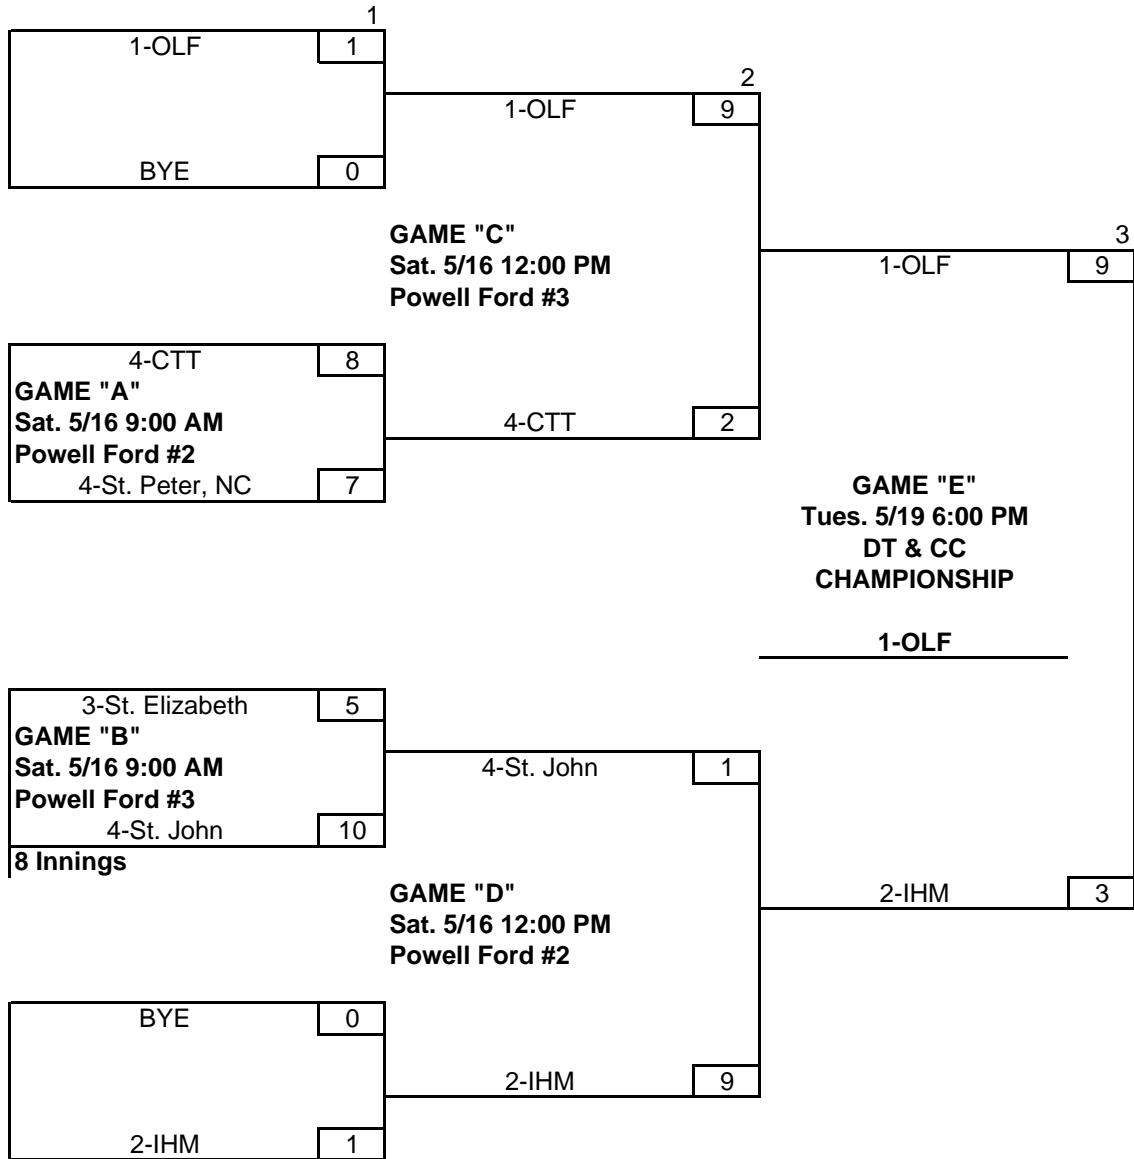 1
1-OLF 1
2
1-OLF 9
BYE 0
GAME "C"
3
Sat. 5/16 12:00 PM
1-OLF 9
Powell Ford #3
4-CTT 8
GAME "A"
Sat. 5/16 9:00 AM
4-CTT 2
Powell Ford #2
4-St. Peter, NC 7
GAME "E"
Tues. 5/19 6:00 PM
DT & CC
CHAMPIONSHIP
1-OLF
3-St. Elizabeth 5
GAME "B"
Sat. 5/16 9:00 AM
4-St. John 1
Powell Ford #3
4-St. John 10
8 Innings
GAME "D"
2-IHM 3
Sat. 5/16 12:00 PM
Powell Ford #2
BYE 0
2-IHM 9
2-IHM 1